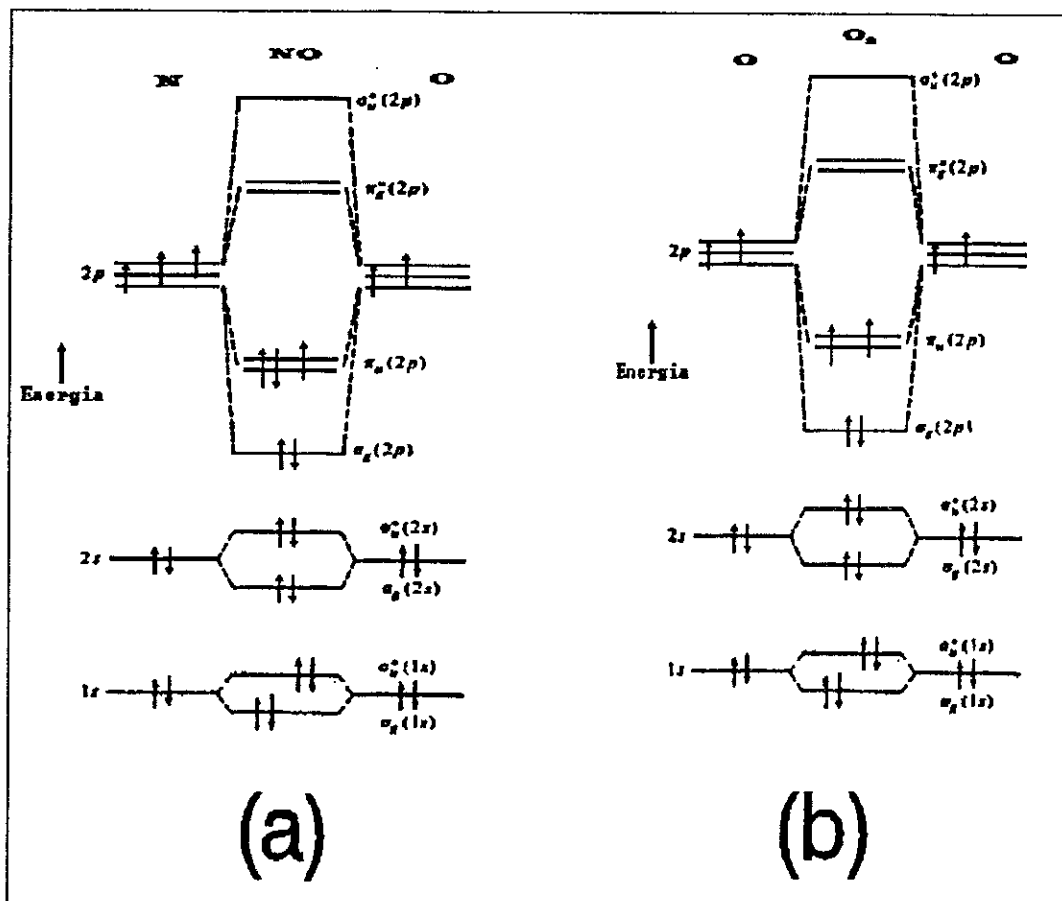 NO
N O
σ*u(2p)
π*g(2p)
2p
πu(2p)
Energia
σg(2p)
σ*u(2s)
2s
σg(2s)
σ*u(1s)
1s
σg(1s)
(a)
O₂
O O
σ*u(2p)
π*g(2p)
2p
πu(2p)
Energia
σg(2p)
σ*u(2s)
2s
σg(2s)
σ*u(1s)
1s
σg(1s)
(b)